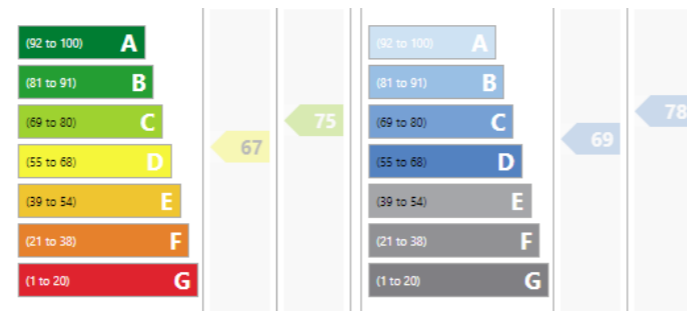 (92 to 100) A
(81 to 91) B
(69 to 80) C
(55 to 68) D
(39 to 54) E
(21 to 38) F
(1 to 20) G
67
75
(92 to 100) A
(81 to 91) B
(69 to 80) C
(55 to 68) D
(39 to 54) E
(21 to 38) F
(1 to 20) G
69
78